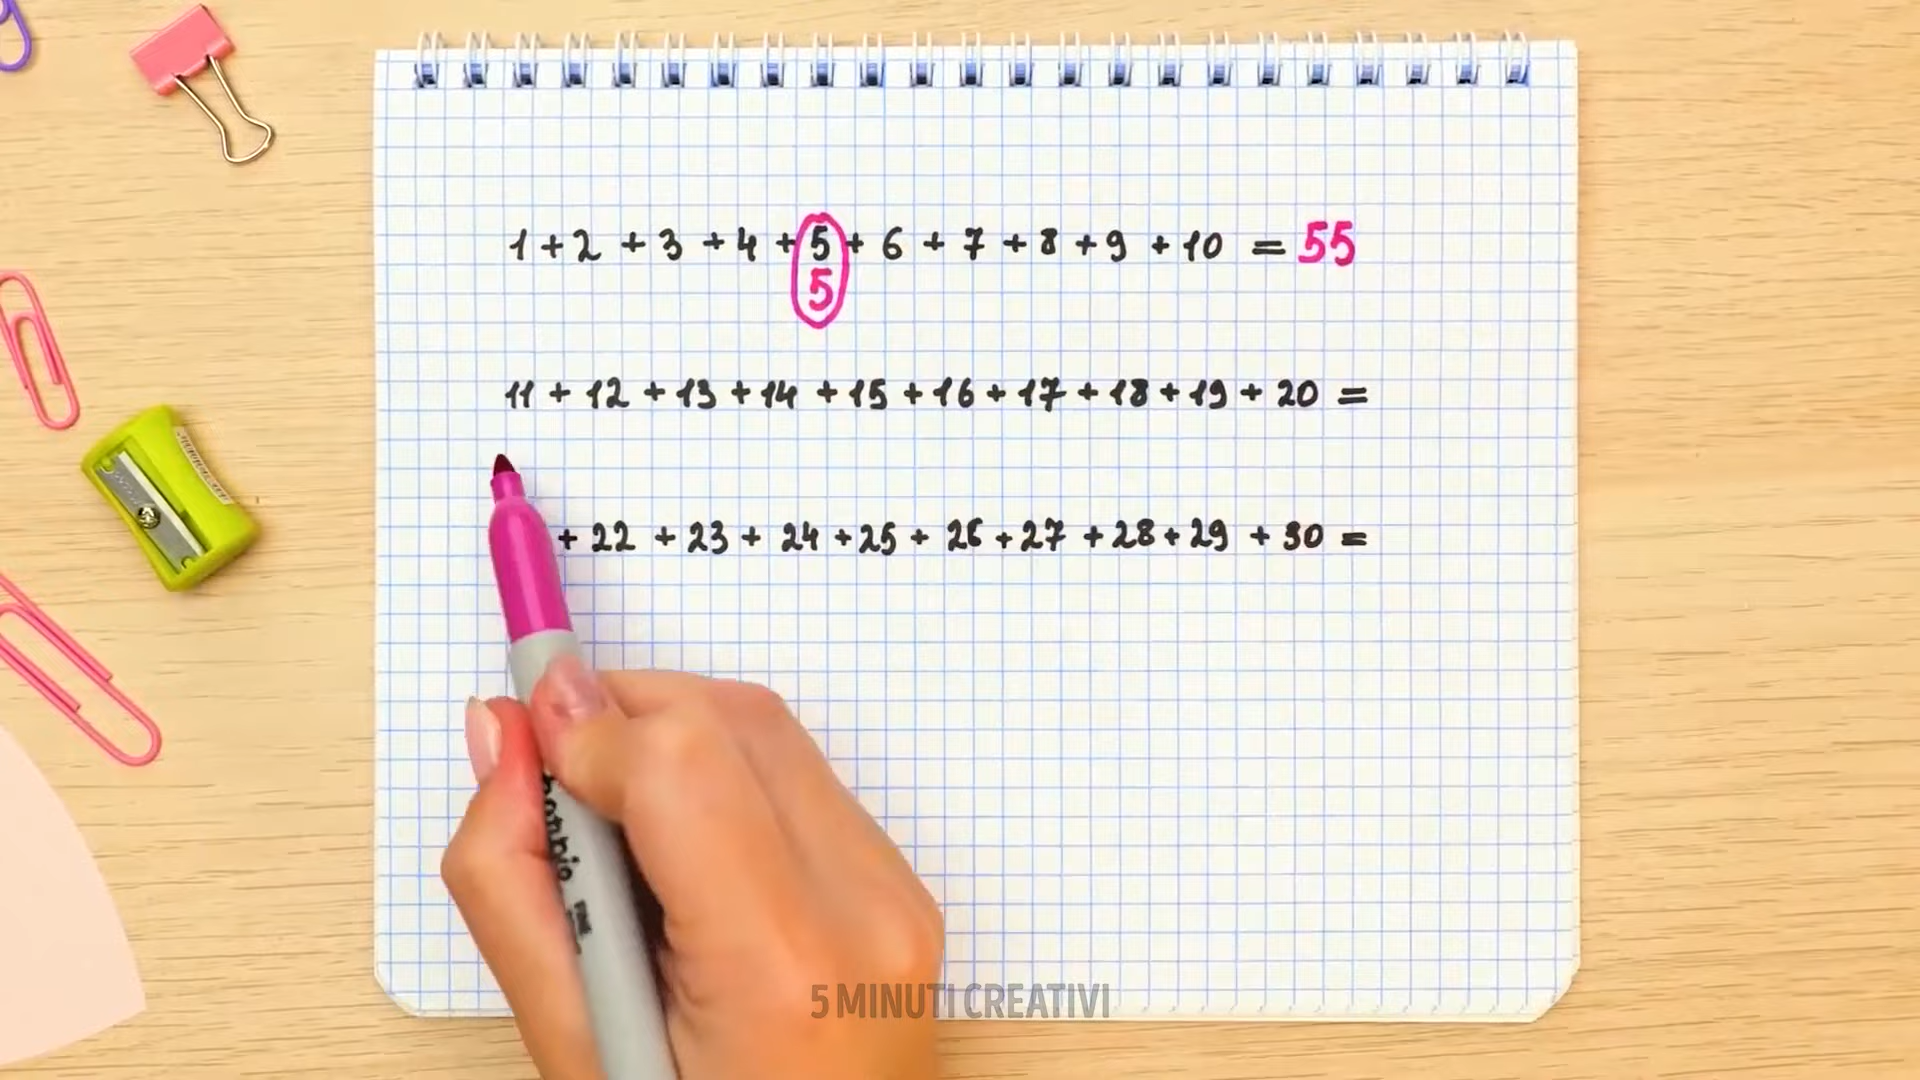 1 + 2 + 3 + 4 + 5 + 6 + 7 + 8 + 9 + 10 = 55
5
11 + 12 + 13 + 14 + 15 + 16 + 17 + 18 + 19 + 20 =
+ 22 + 23 + 24 + 25 + 26 + 27 + 28 + 29 + 30 =
FINE
5 MINUTI CREATIVI